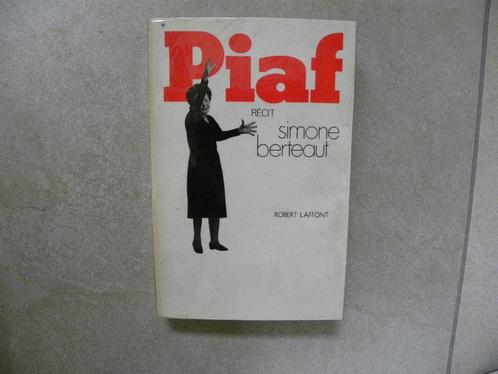 Piaf
RÉCIT
simone
berteaut
ROBERT LAFFONT